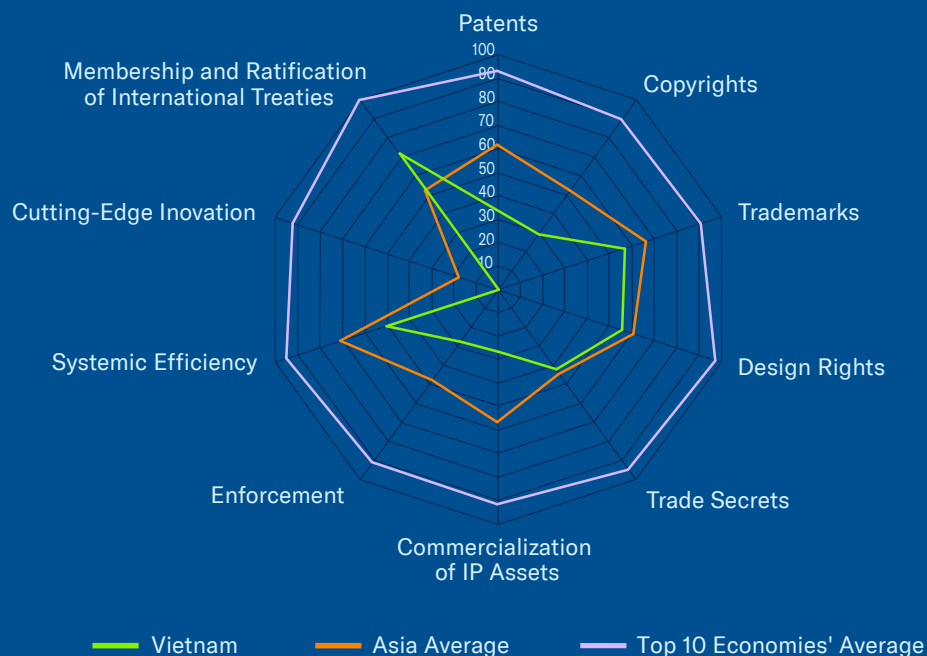 Patents
100
90
80
70
60
50
40
30
20
10
Copyrights
Trademarks
Design Rights
Trade Secrets
Commercialization
of IP Assets
Enforcement
Systemic Efficiency
Cutting-Edge Inovation
Membership and Ratification
of International Treaties
Vietnam
Asia Average
Top 10 Economies' Average